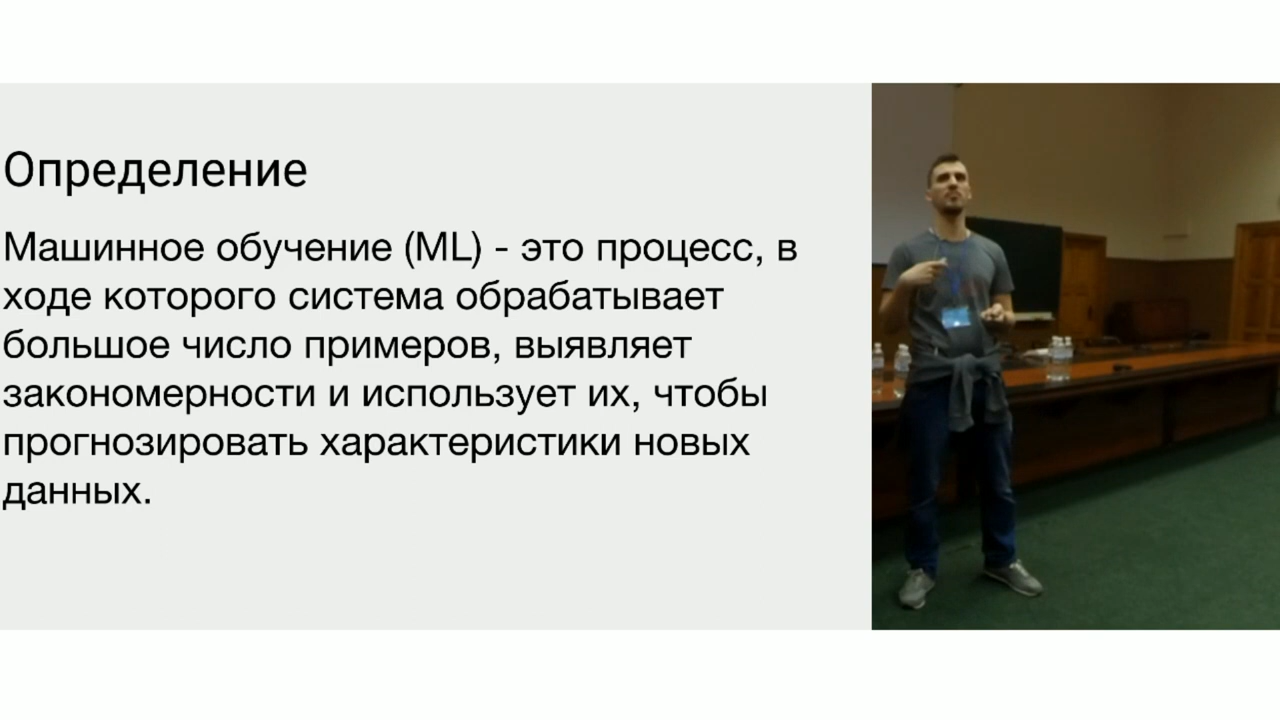 Определение
Машинное обучение (ML) - это процесс, в
ходе которого система обрабатывает
большое число примеров, выявляет
закономерности и использует их, чтобы
прогнозировать характеристики новых
данных.